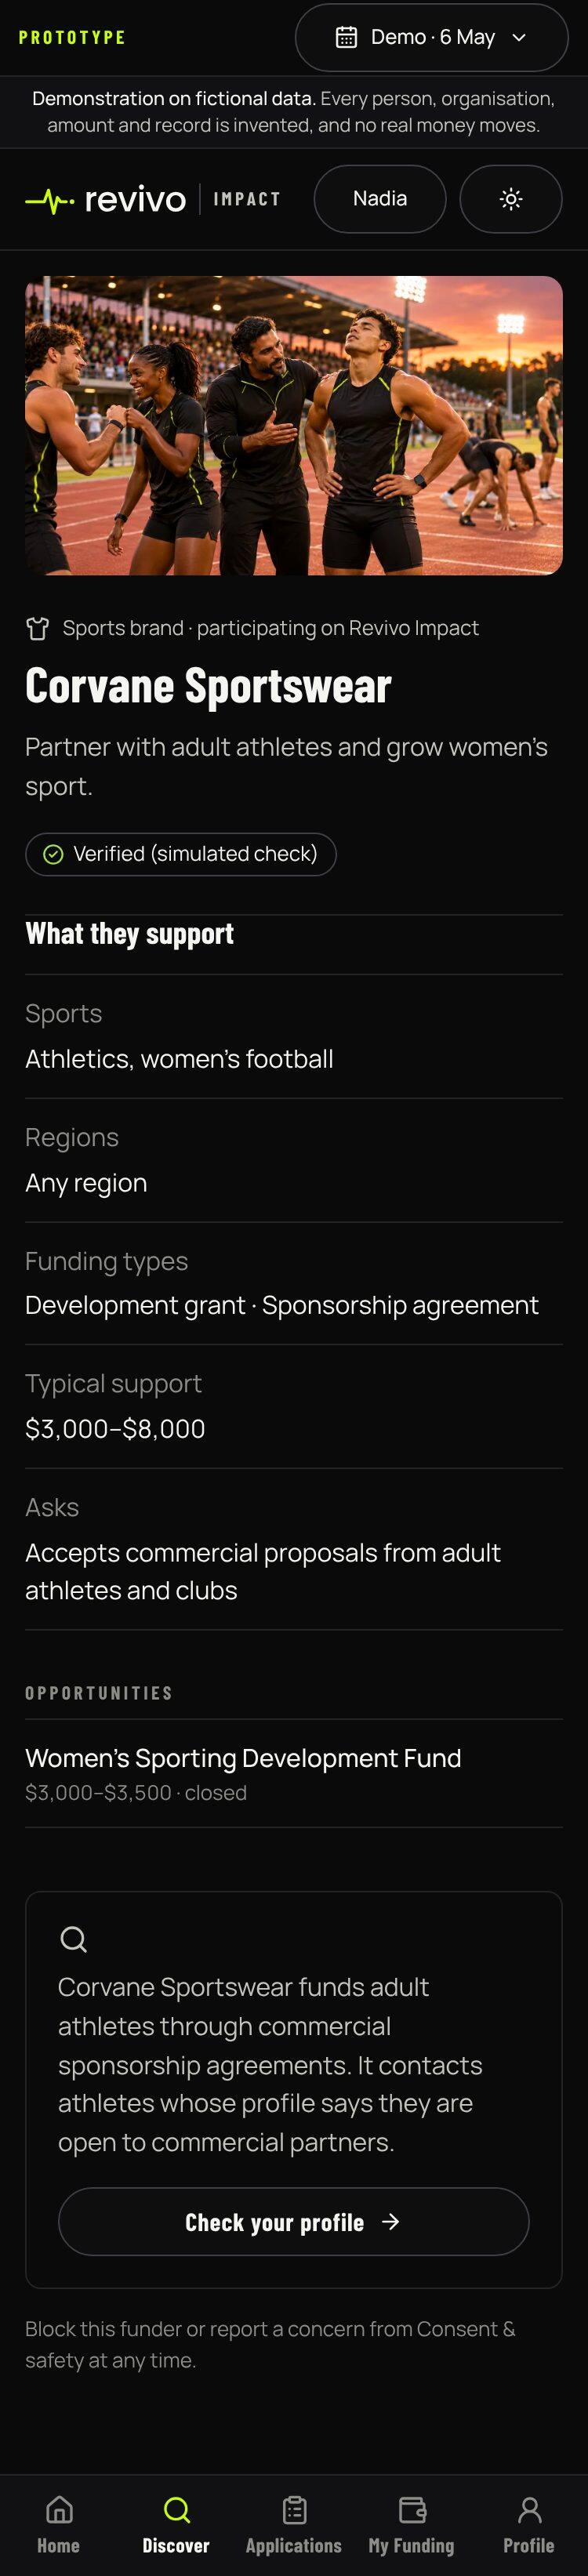 PROTOTYPE
Demo · 6 May
Demonstration on fictional data. Every person, organisation,
amount and record is invented, and no real money moves.
revivo IMPACT
Nadia
Sports brand · participating on Revivo Impact
Corvane Sportswear
Partner with adult athletes and grow women’s
sport.
Verified (simulated check)
What they support
Sports
Athletics, women’s football
Regions
Any region
Funding types
Development grant · Sponsorship agreement
Typical support
$3,000–$8,000
Asks
Accepts commercial proposals from adult
athletes and clubs
OPPORTUNITIES
Women’s Sporting Development Fund
$3,000–$3,500 · closed
Corvane Sportswear funds adult
athletes through commercial
sponsorship agreements. It contacts
athletes whose profile says they are
open to commercial partners.
Check your profile
Block this funder or report a concern from Consent &
safety at any time.
Home
Discover
Applications
My Funding
Profile